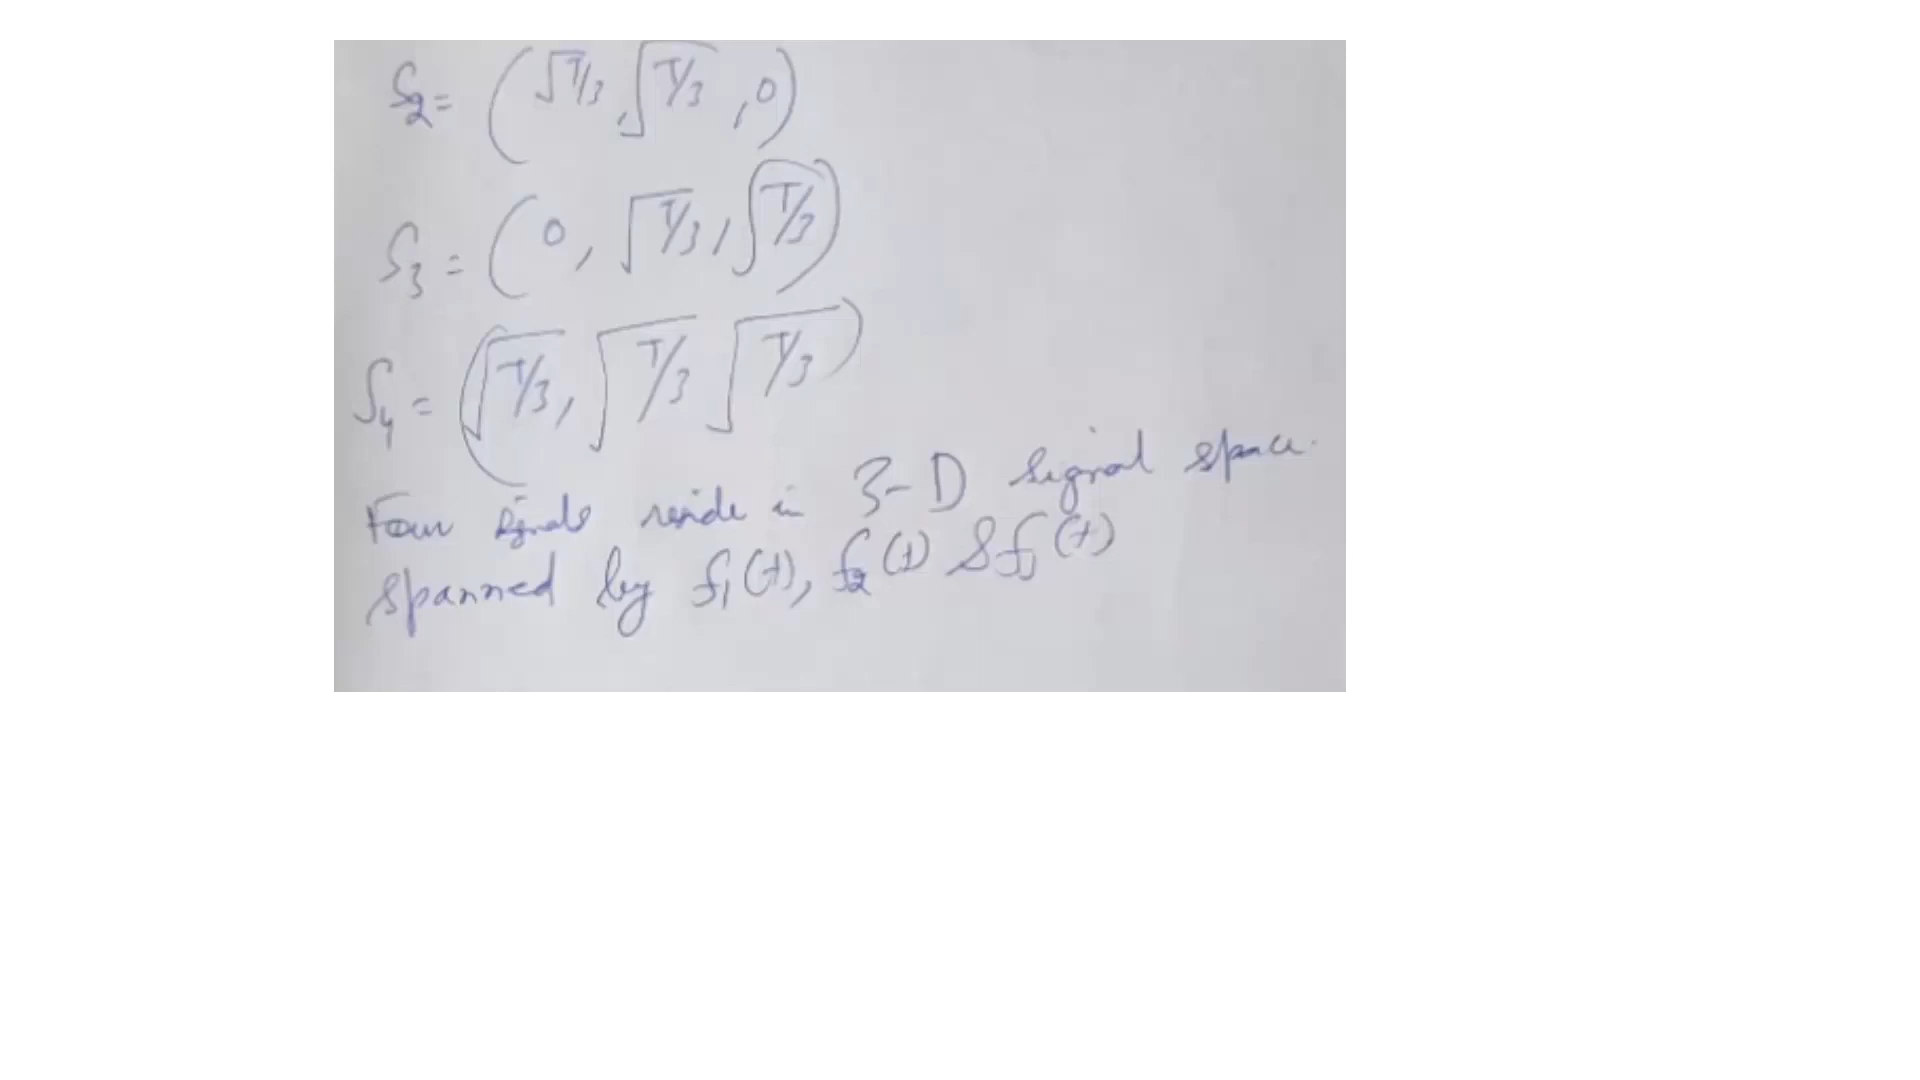 S₂ = (√T/3, √T/3, 0)
S₃ = (0, √T/3, √T/3)
S₄ = (√T/3, √T/3 √T/3)
Four signals reside in 3-D signal space.
spanned by f₁(t), f₂(t) & f₃(t)